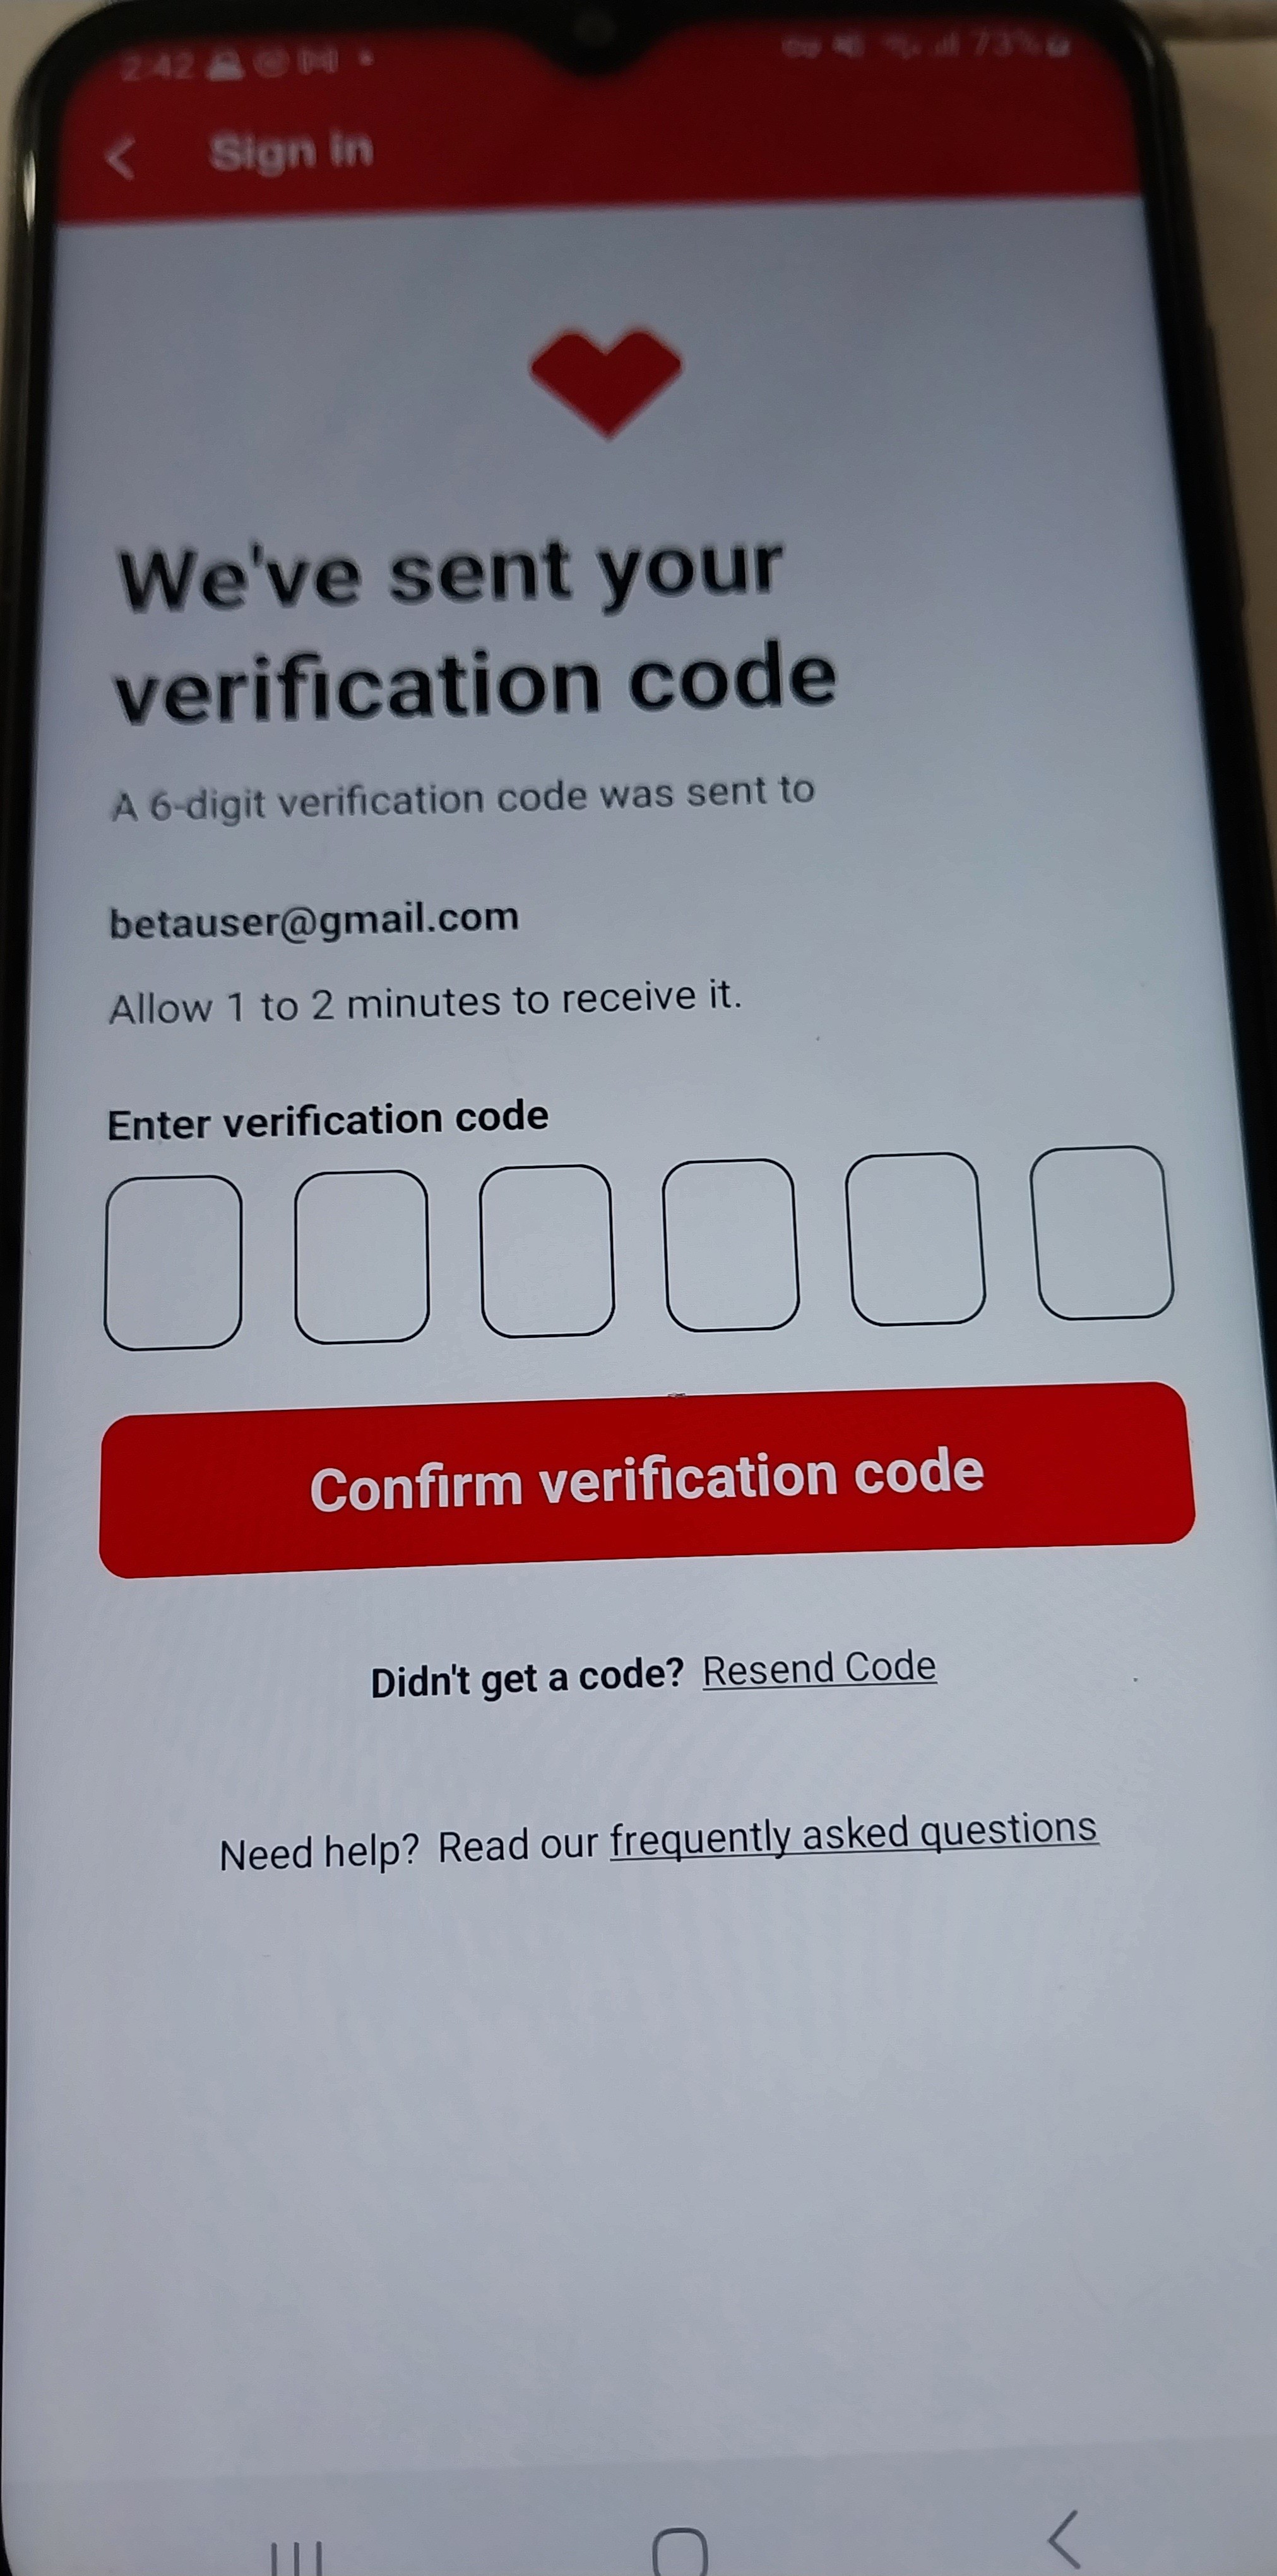 2:42
73%
Sign in
We've sent your
verification code
A 6-digit verification code was sent to
betauser@gmail.com
Allow 1 to 2 minutes to receive it.
Enter verification code
Confirm verification code
Didn't get a code? Resend Code
Need help? Read our frequently asked questions